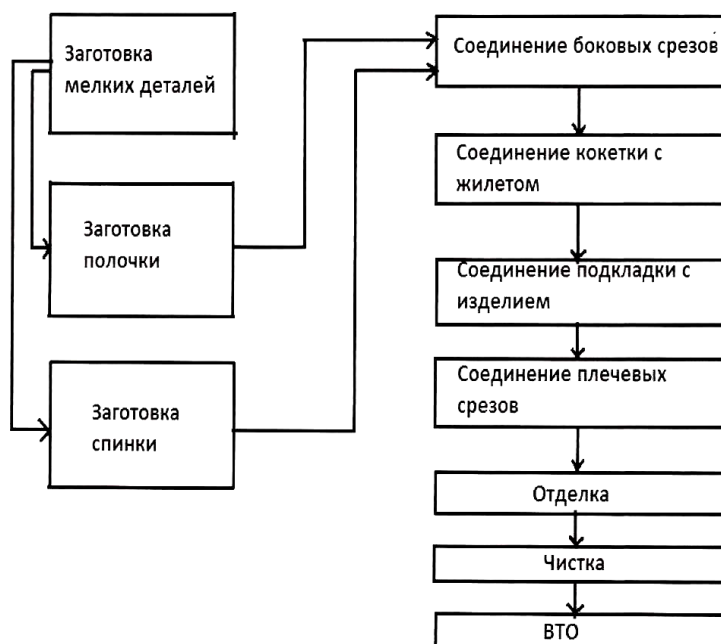 Заготовка
мелких деталей
Заготовка
полочки
Заготовка
спинки
Соединение боковых срезов
Соединение кокетки с
жилетом
Соединение подкладки с
изделием
Соединение плечевых
срезов
Отделка
Чистка
ВТО